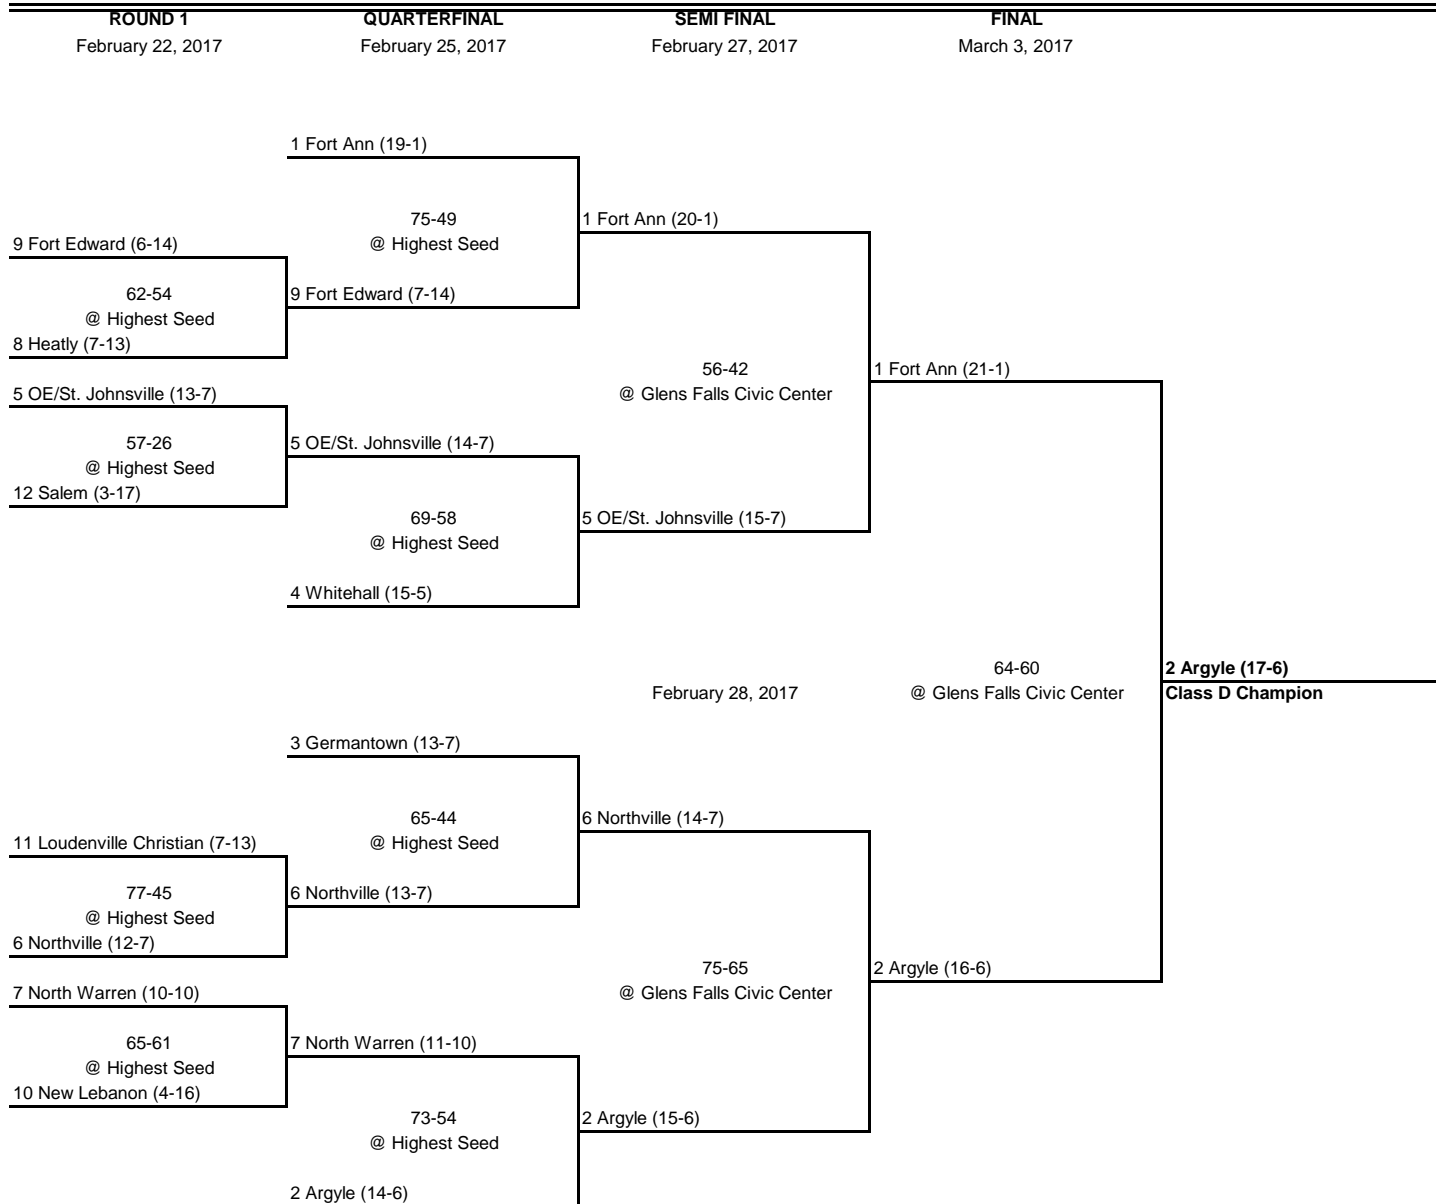 ROUND 1 QUARTERFINAL SEMI FINAL FINAL
February 22, 2017 February 25, 2017 February 27, 2017 March 3, 2017
1 Fort Ann (19-1)
75-49 1 Fort Ann (20-1)
9 Fort Edward (6-14) @ Highest Seed
62-54 9 Fort Edward (7-14)
@ Highest Seed
8 Heatly (7-13)
56-42 1 Fort Ann (21-1)
5 OE/St. Johnsville (13-7) @ Glens Falls Civic Center
57-26 5 OE/St. Johnsville (14-7)
@ Highest Seed
12 Salem (3-17)
69-58 5 OE/St. Johnsville (15-7)
@ Highest Seed
4 Whitehall (15-5)
64-60 2 Argyle (17-6)
February 28, 2017 @ Glens Falls Civic Center Class D Champion
3 Germantown (13-7)
65-44 6 Northville (14-7)
11 Loudenville Christian (7-13) @ Highest Seed
77-45 6 Northville (13-7)
@ Highest Seed
6 Northville (12-7)
75-65 2 Argyle (16-6)
7 North Warren (10-10) @ Glens Falls Civic Center
65-61 7 North Warren (11-10)
@ Highest Seed
10 New Lebanon (4-16)
73-54 2 Argyle (15-6)
@ Highest Seed
2 Argyle (14-6)